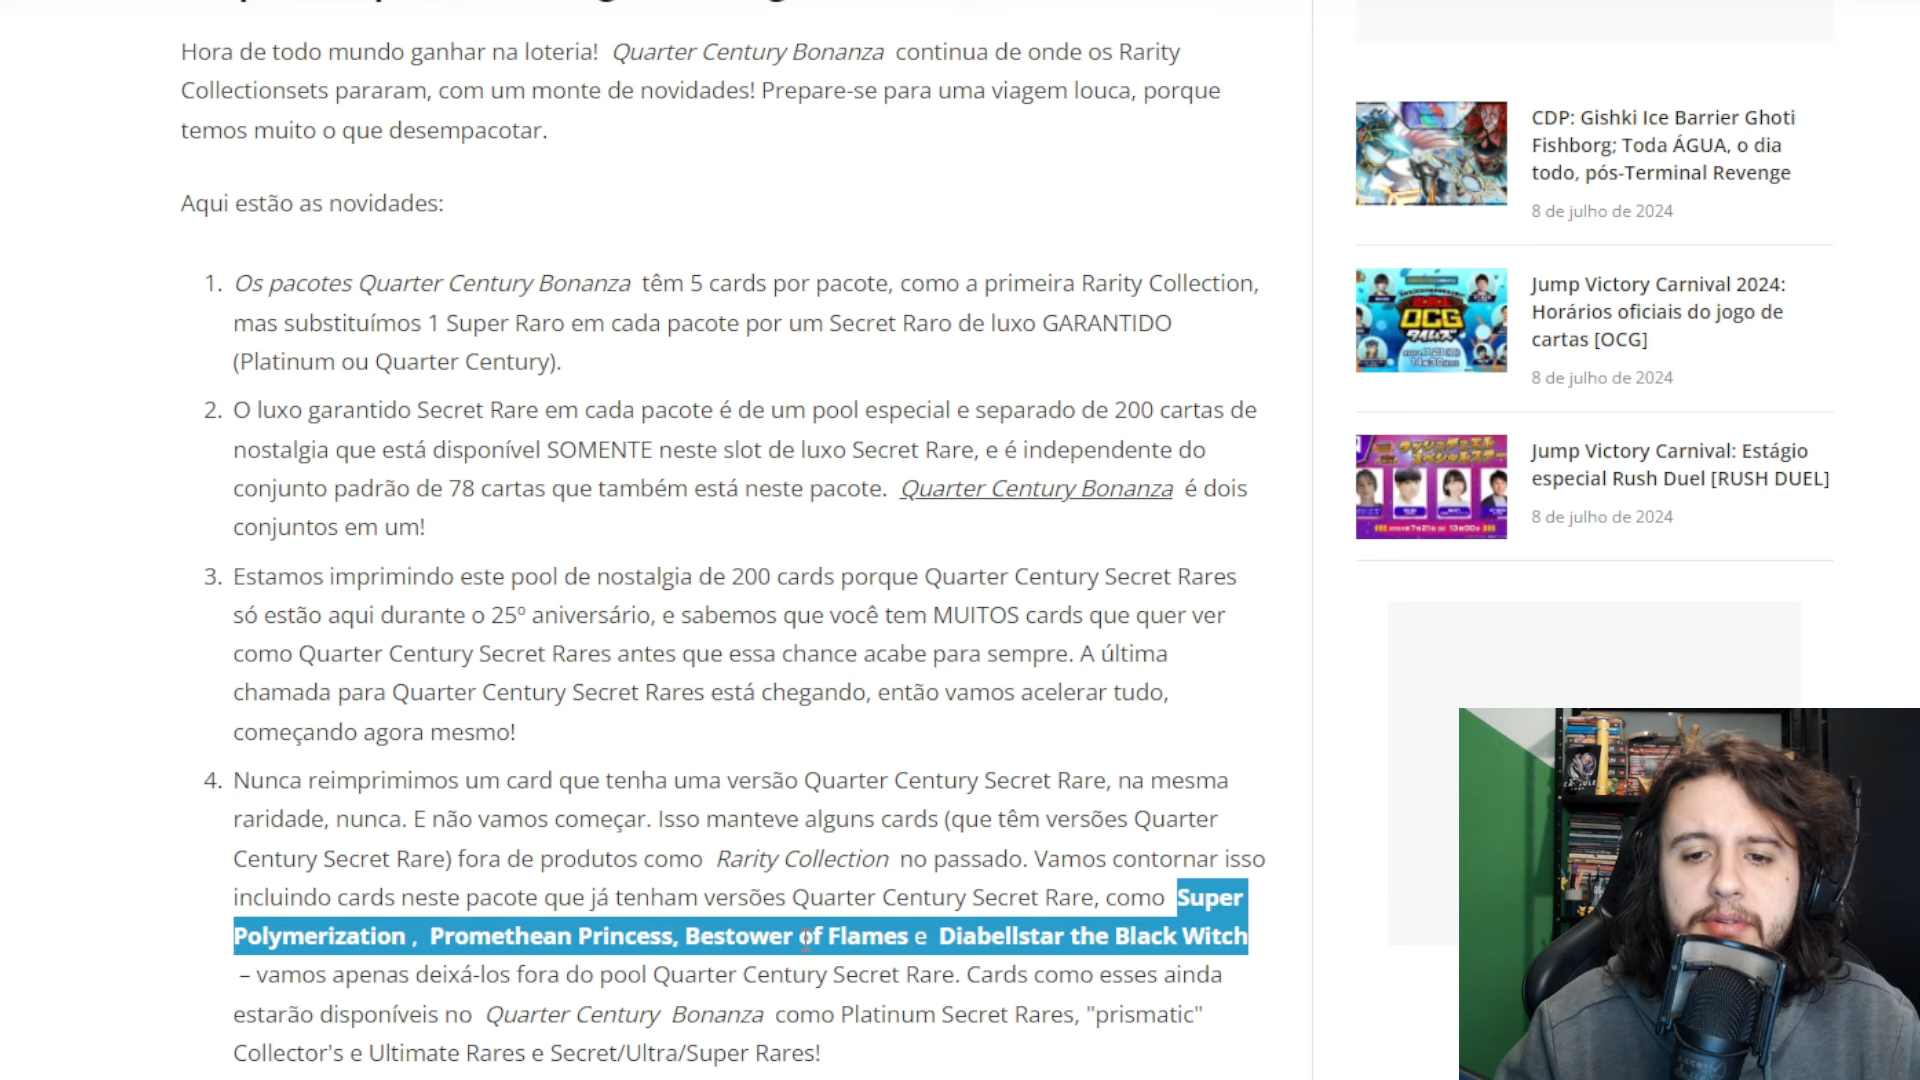 Hora de todo mundo ganhar na loteria! Quarter Century Bonanza continua de onde os Rarity
Collectionsets pararam, com um monte de novidades! Prepare-se para uma viagem louca, porque
temos muito o que desempacotar.
Aqui estão as novidades:
1. Os pacotes Quarter Century Bonanza têm 5 cards por pacote, como a primeira Rarity Collection,
mas substituímos 1 Super Raro em cada pacote por um Secret Raro de luxo GARANTIDO
(Platinum ou Quarter Century).
2. O luxo garantido Secret Rare em cada pacote é de um pool especial e separado de 200 cartas de
nostalgia que está disponível SOMENTE neste slot de luxo Secret Rare, e é independente do
conjunto padrão de 78 cartas que também está neste pacote. Quarter Century Bonanza é dois
conjuntos em um!
3. Estamos imprimindo este pool de nostalgia de 200 cards porque Quarter Century Secret Rares
só estão aqui durante o 25º aniversário, e sabemos que você tem MUITOS cards que quer ver
como Quarter Century Secret Rares antes que essa chance acabe para sempre. A última
chamada para Quarter Century Secret Rares está chegando, então vamos acelerar tudo,
começando agora mesmo!
4. Nunca reimprimimos um card que tenha uma versão Quarter Century Secret Rare, na mesma
raridade, nunca. E não vamos começar. Isso manteve alguns cards (que têm versões Quarter
Century Secret Rare) fora de produtos como Rarity Collection no passado. Vamos contornar isso
incluindo cards neste pacote que já tenham versões Quarter Century Secret Rare, como Super
Polymerization , Promethean Princess, Bestower of Flames e Diabellstar the Black Witch
– vamos apenas deixá-los fora do pool Quarter Century Secret Rare. Cards como esses ainda
estarão disponíveis no Quarter Century Bonanza como Platinum Secret Rares, "prismatic"
Collector's e Ultimate Rares e Secret/Ultra/Super Rares!
CDP: Gishki Ice Barrier Ghoti
Fishborg; Toda ÁGUA, o dia
todo, pós-Terminal Revenge
8 de julho de 2024
Jump Victory Carnival 2024:
Horários oficiais do jogo de
cartas [OCG]
8 de julho de 2024
OCG
タイムズ
Jump Victory Carnival: Estágio
especial Rush Duel [RUSH DUEL]
8 de julho de 2024